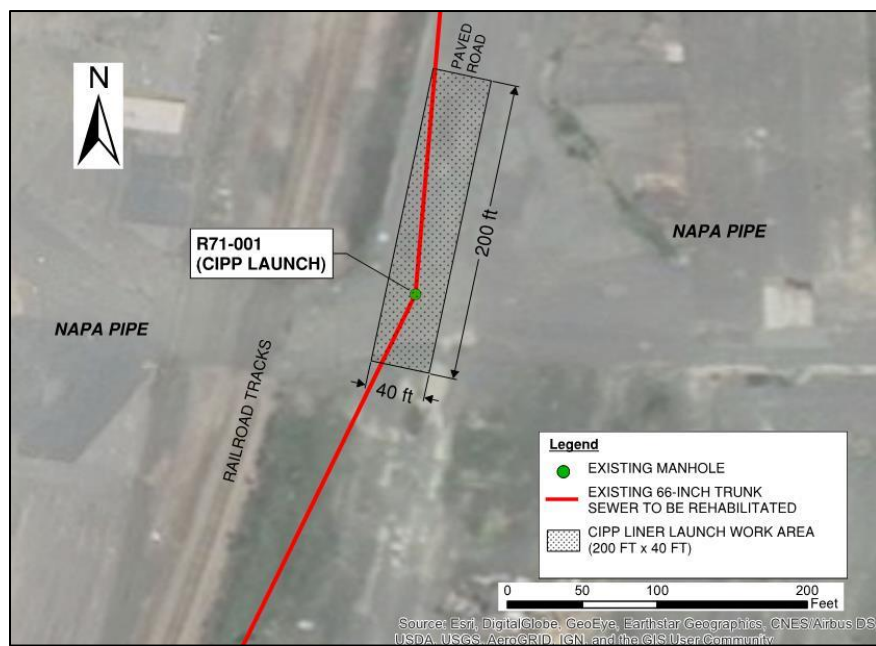 PAVED
ROAD
N
200 ft
R71-001
(CIPP LAUNCH)
NAPA PIPE
NAPA PIPE
RAILROAD TRACKS
40 ft
Legend
EXISTING MANHOLE
EXISTING 66-INCH TRUNK
SEWER TO BE REHABILITATED
CIPP LINER LAUNCH WORK AREA
(200 FT x 40 FT)
0 50 100 200
Feet
Source: Esri, DigitalGlobe, GeoEye, Earthstar Geographics, CNES/Airbus DS,
USDA, USGS, AeroGRID, IGN, and the GIS User Community